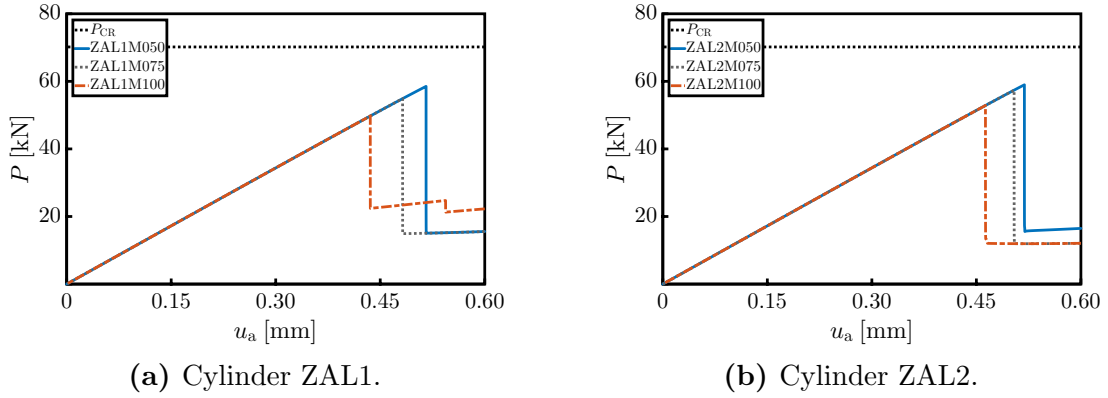 80
60
40
20
0
0.15
0.30
0.45
0.60
P [kN]
u_a [mm]
P_CR
ZAL1M050
ZAL1M075
ZAL1M100
(a) Cylinder ZAL1.
80
60
40
20
0
0.15
0.30
0.45
0.60
P [kN]
u_a [mm]
P_CR
ZAL2M050
ZAL2M075
ZAL2M100
(b) Cylinder ZAL2.